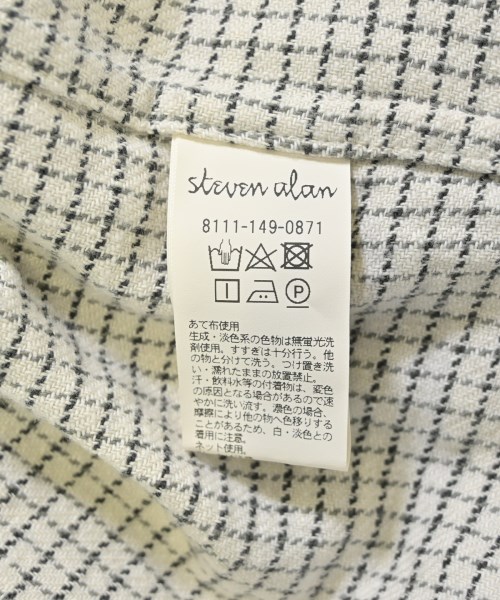 steven alan
8111-149-0871
P
あて布使用
生成・淡色系の色物は無蛍光洗
剤使用。すすぎは十分行う。他
の物と分けて洗う。つけ置き洗
い・濡れたままの放置禁止。
汗・飲料水等の付着物は、変色
の原因となる場合があるので速
やかに洗い流す。濃色の場合、
摩擦により他の物へ色移りする
ことがあるため、白・淡色との
着用に注意。
ネット使用。